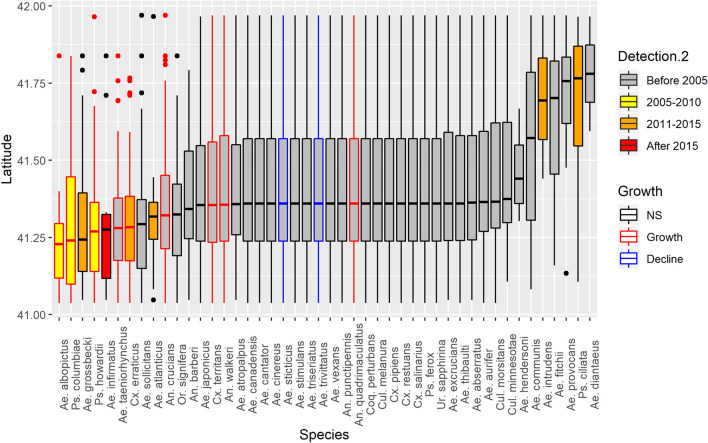 42.00
41.75
41.50
41.25
41.00
Latitude
Ae. albopictus
Ps. columbiae
Ae. grossbecki
Ps. howardii
Ae. infirmatus
Ae. taeniorhynchus
Cx. erraticus
Ae. sollicitans
Ae. atlanticus
An. crucians
Or. signifera
An. barberi
Ae. japonicus
Cx. territans
An. walkeri
Ae. atropalpus
Ae. canadensis
Ae. cantator
Ae. cinereus
Ae. sticticus
Ae. stimulans
Ae. triseriatus
Ae. trivittatus
Ae. vexans
An. punctipennis
An. quadrimaculatus
Coq. perturbans
Cul. melanura
Cx. pipiens
Cx. restuans
Cx. salinarius
Ps. ferox
Ur. sapphirina
Ae. excrucians
Ae. thibaulti
Ae. abserratus
Ae. aurifer
Cul. morsitans
Cul. minnesotae
Ae. hendersoni
Ae. communis
Ae. intrudens
Ae. fitchii
Ae. provocans
Ps. ciliata
Ae. diantaeus
Species
Detection.2
Before 2005
2005-2010
2011-2015
After 2015
Growth
NS
Growth
Decline